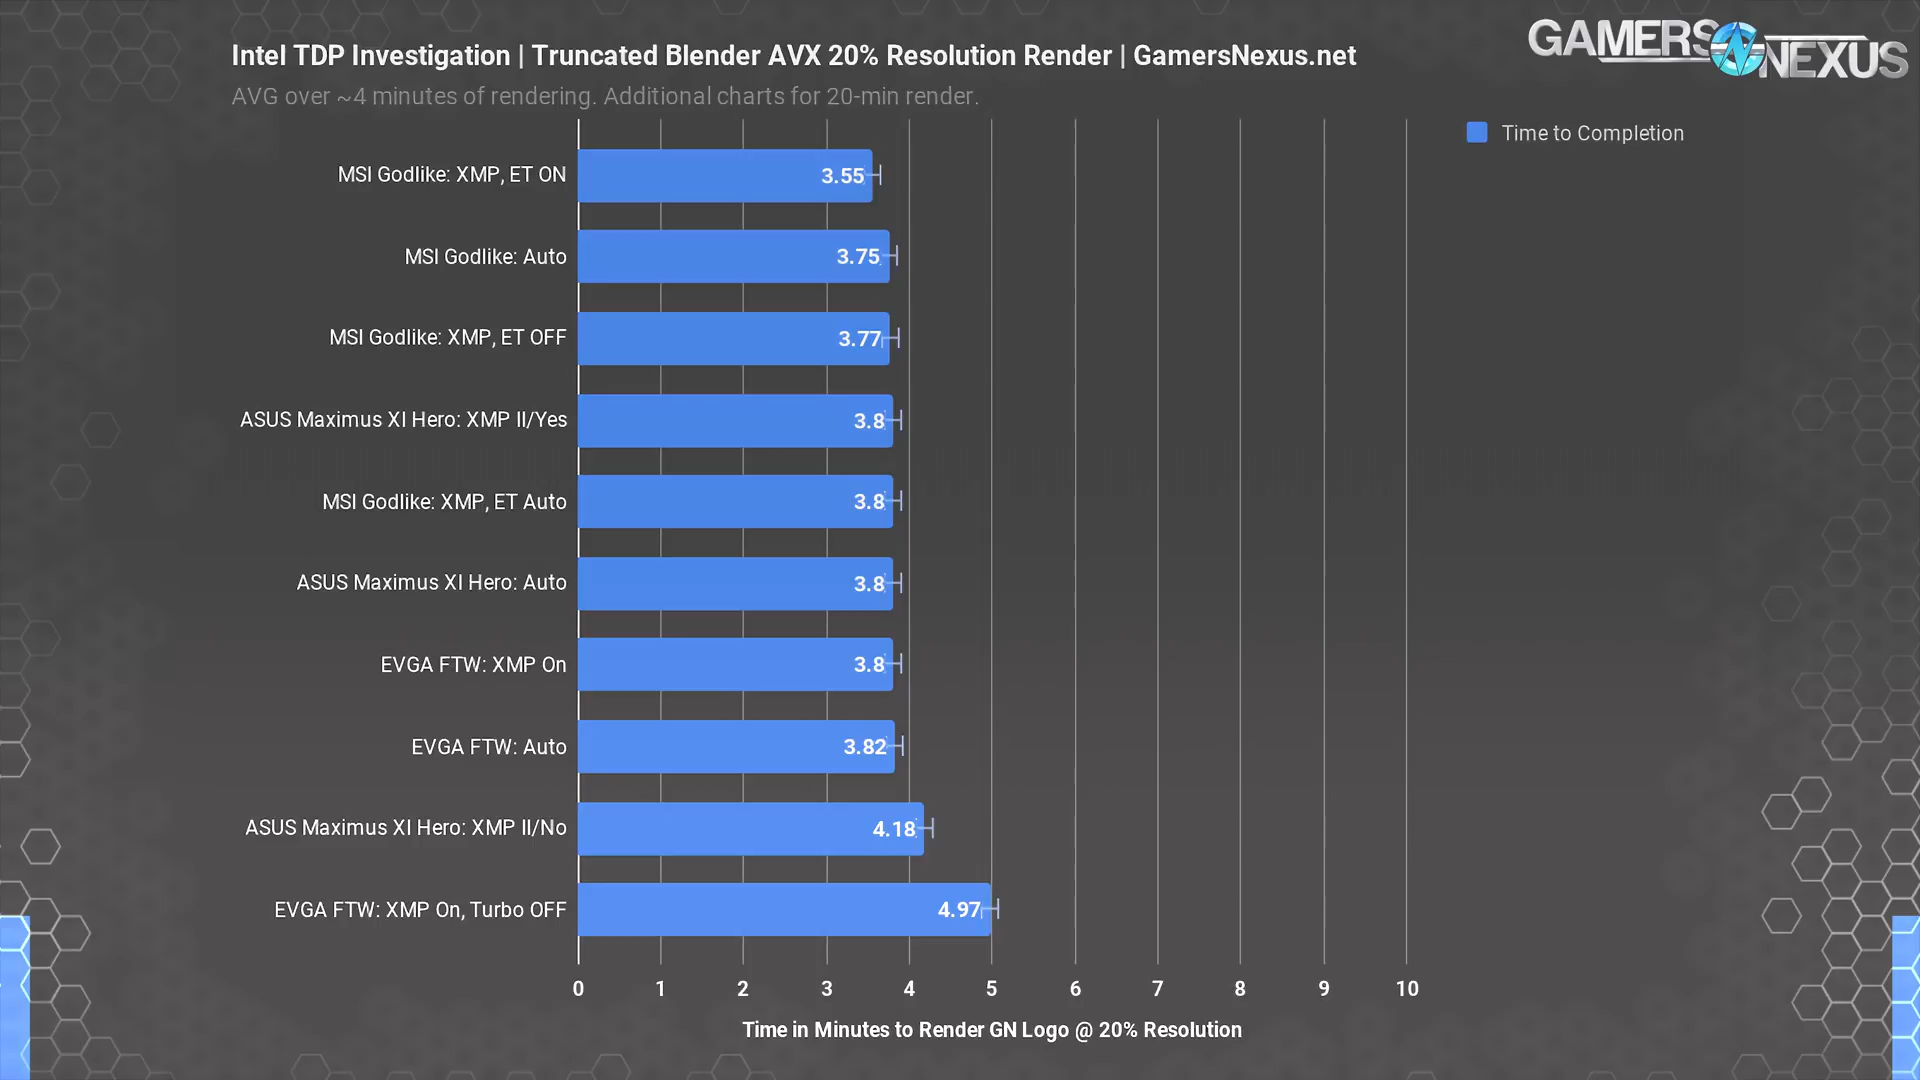 GAMERS NEXUS
Intel TDP Investigation | Truncated Blender AVX 20% Resolution Render | GamersNexus.net
AVG over ~4 minutes of rendering. Additional charts for 20-min render.
Time to Completion
MSI Godlike: XMP, ET ON 3.55
MSI Godlike: Auto 3.75
MSI Godlike: XMP, ET OFF 3.77
ASUS Maximus XI Hero: XMP II/Yes 3.8
MSI Godlike: XMP, ET Auto 3.8
ASUS Maximus XI Hero: Auto 3.8
EVGA FTW: XMP On 3.8
EVGA FTW: Auto 3.82
ASUS Maximus XI Hero: XMP II/No 4.18
EVGA FTW: XMP On, Turbo OFF 4.97
0 1 2 3 4 5 6 7 8 9 10
Time in Minutes to Render GN Logo @ 20% Resolution